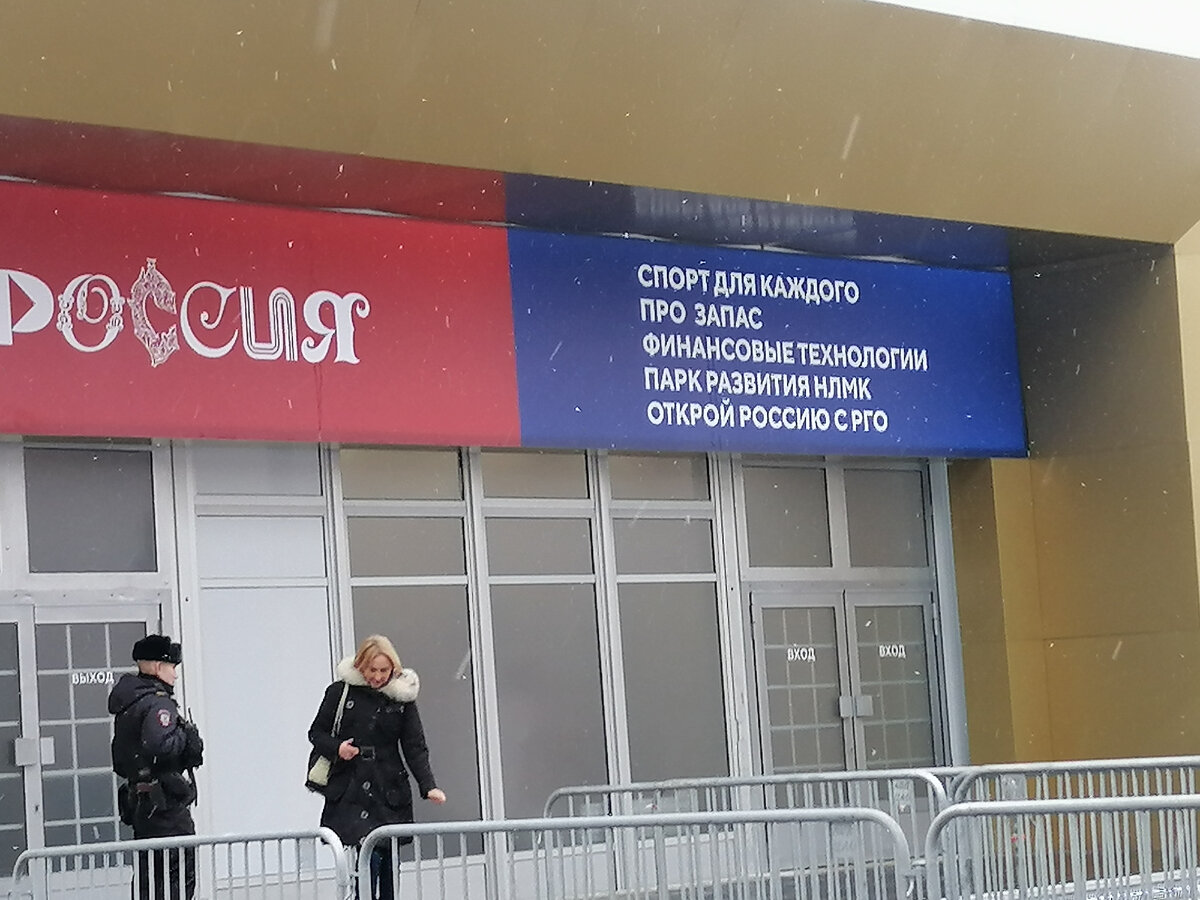 РОССИЯ
СПОРТ ДЛЯ КАЖДОГО
ПРО ЗАПАС
ФИНАНСОВЫЕ ТЕХНОЛОГИИ
ПАРК РАЗВИТИЯ НЛМК
ОТКРОЙ РОССИЮ С РГО
ВЫХОД
ВХОД
ВХОД